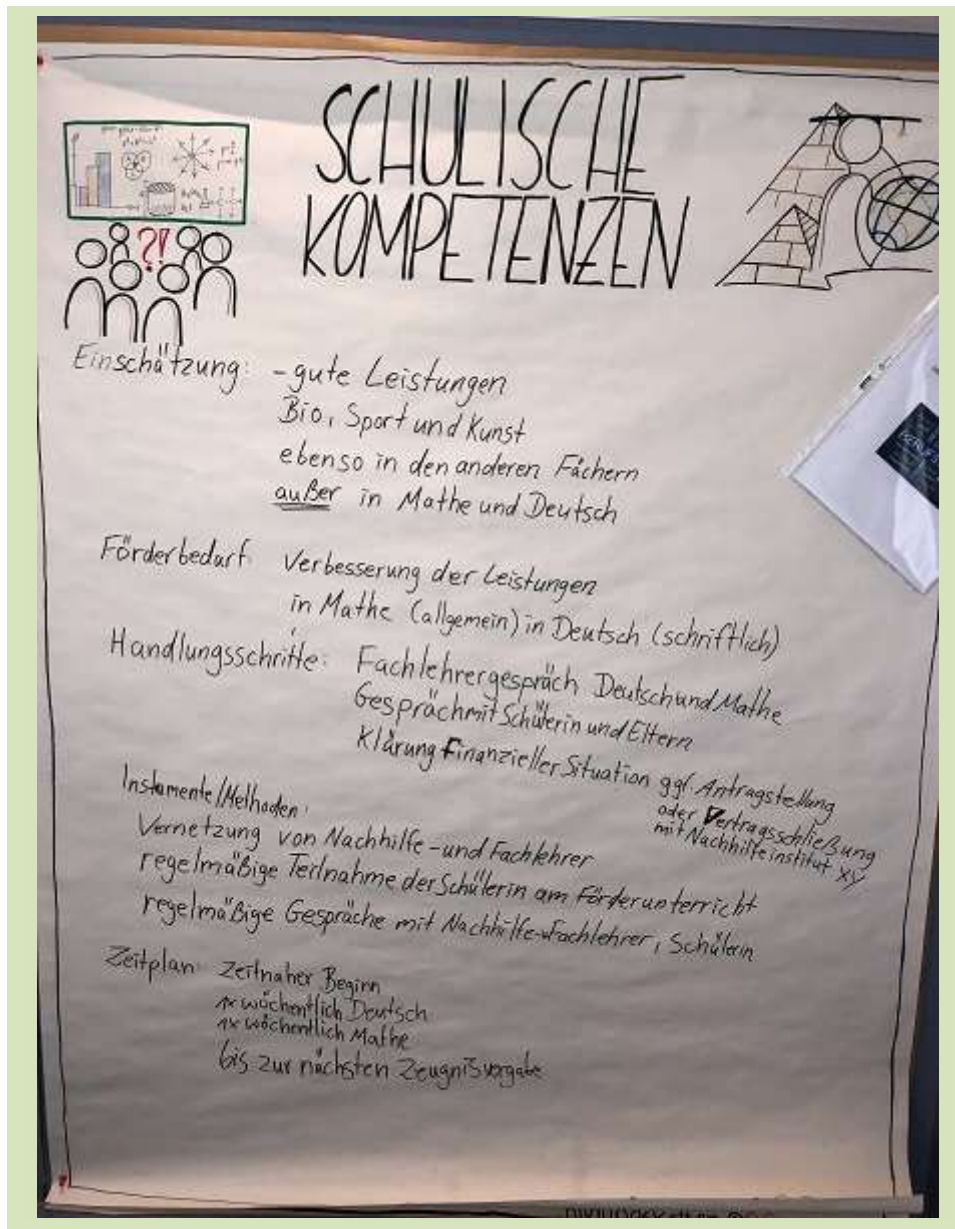 SCHULISCHE
KOMPETENZEN
?!
Einschätzung: - gute Leistungen
Bio, Sport und Kunst
ebenso in den anderen Fächern
außer in Mathe und Deutsch
Förderbedarf Verbesserung der Leistungen
in Mathe (allgemein) in Deutsch (schriftlich)
Handlungsschritte: Fachlehrergespräch Deutsch und Mathe
Gespräch mit Schülerin und Eltern
Klärung Finanzieller Situation ggf. Antragstellung
oder Vertragsschließung
mit Nachhilfeinstitut XY
Instumente/Methoden:
Vernetzung von Nachhilfe- und Fachlehrer
regelmäßige Teilnahme der Schülerin am Förderunterricht
regelmäßige Gespräche mit Nachhilfe-Fachlehrer, Schülerin
Zeitplan: Zeitnaher Beginn
1x wöchentlich Deutsch
1x wöchentlich Mathe
bis zur nächsten Zeugnisvergabe